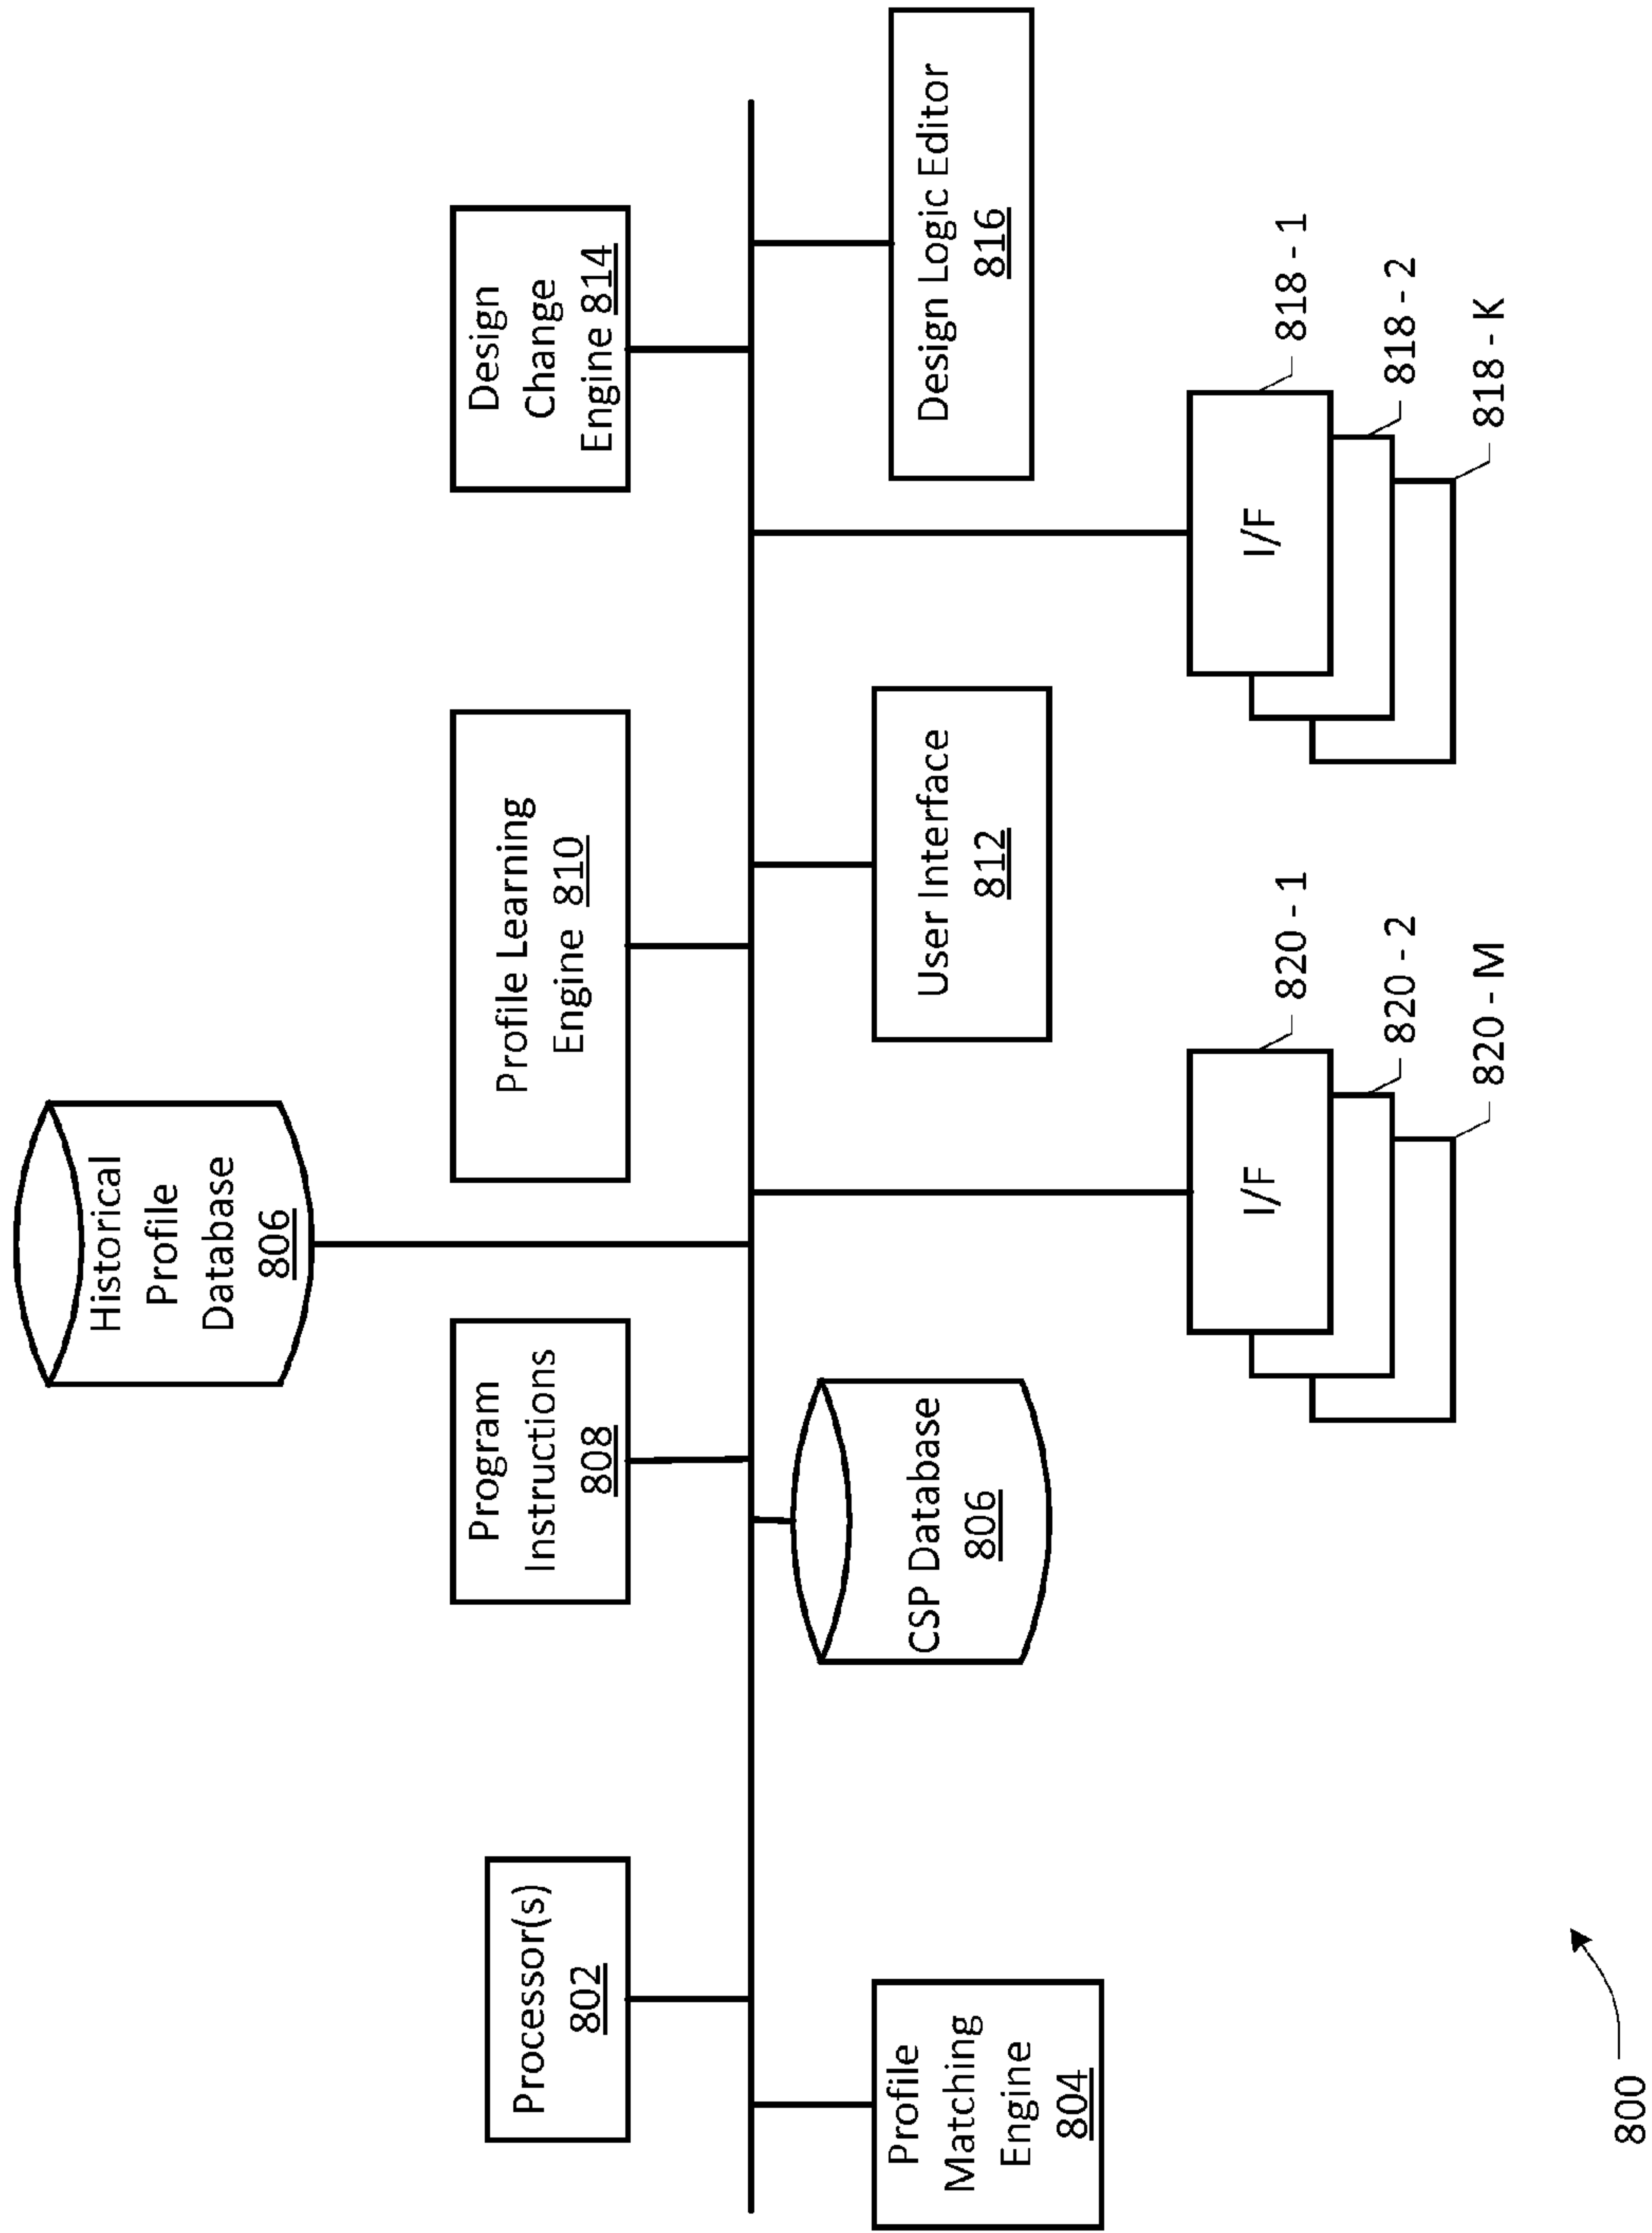 Historical
Profile
Database
806
Processor(s)
802
Program
Instructions
808
Profile Learning
Engine 810
Design
Change
Engine 814
Profile
Matching
Engine
804
CSP Database
806
User Interface
812
Design Logic Editor
816
I/F
820 - 1
820 - 2
820 - M
I/F
818 - 1
818 - 2
818 - K
800